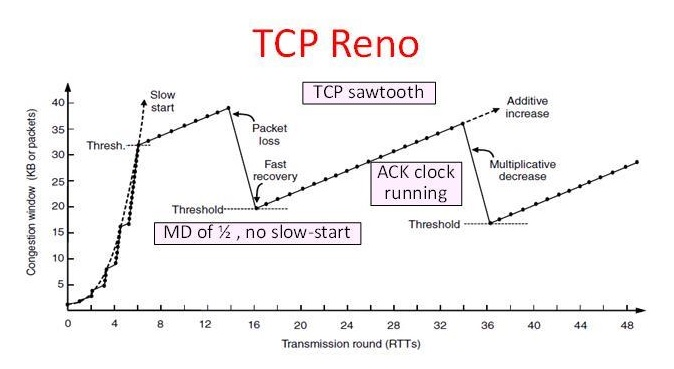 TCP Reno
TCP sawtooth
Slow
start
Additive
increase
Thresh.
Packet
loss
Fast
recovery
ACK clock
running
Multiplicative
decrease
Threshold
Threshold
MD of ½ , no slow-start
Congestion window (KB or packets)
40
35
30
25
20
15
10
5
0 4 8 12 16 20 24 28 32 36 40 44 48
Transmission round (RTTs)